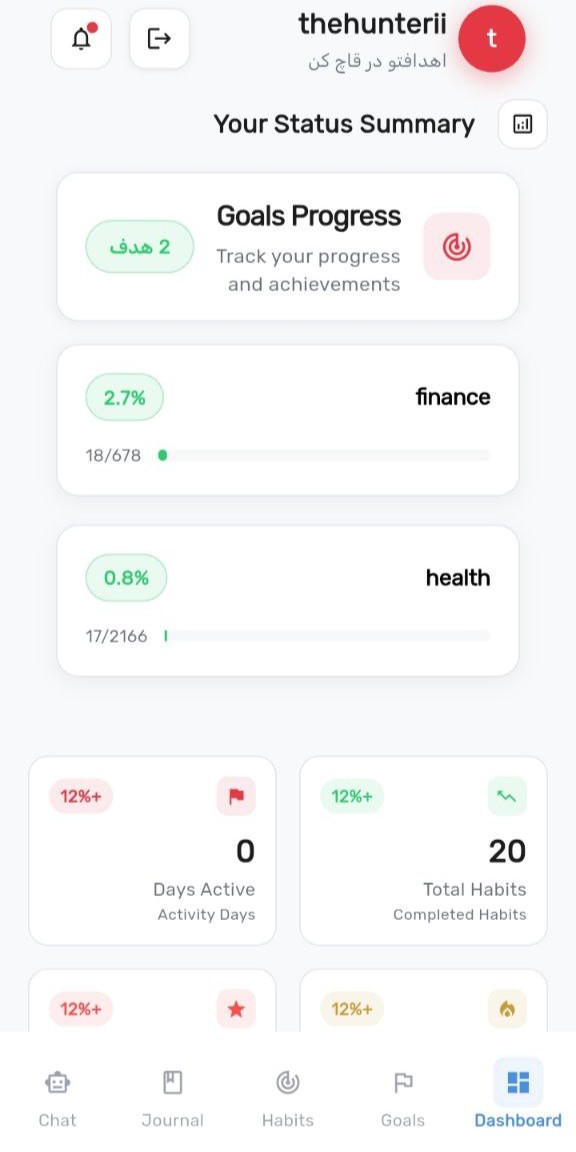 thehunterii
t
اهدافتو در قاچ کن
Your Status Summary
Goals Progress
2 هدف
Track your progress
and achievements
finance
2.7%
18/678
health
0.8%
17/2166
12%+
20
Total Habits
Completed Habits
12%+
0
Days Active
Activity Days
12%+
12%+
Chat
Journal
Habits
Goals
Dashboard